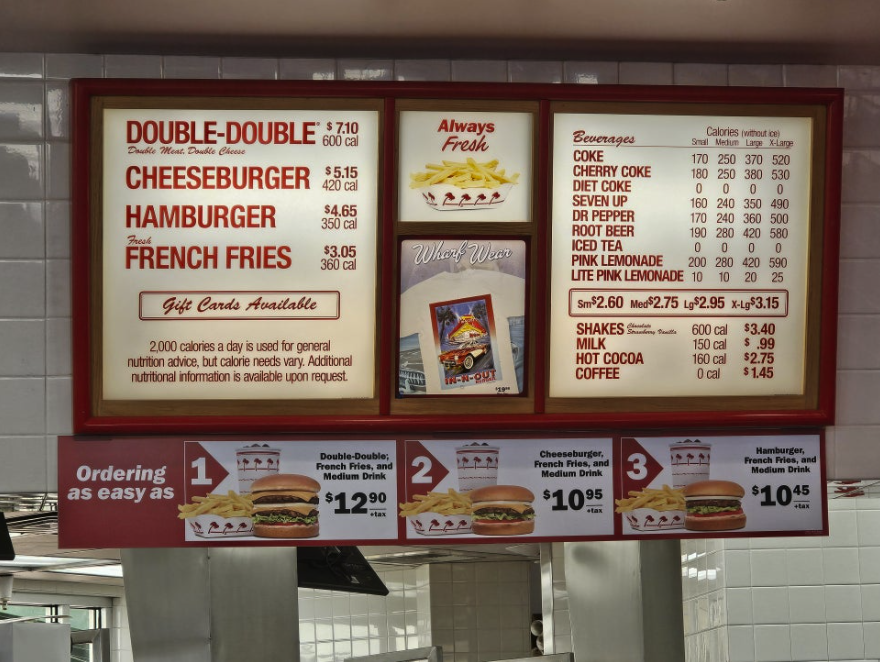 DOUBLE-DOUBLE® $7.10
Double Meat, Double Cheese 600 cal
CHEESEBURGER $5.15
420 cal
HAMBURGER $4.65
350 cal
Fresh
FRENCH FRIES $3.05
360 cal
Gift Cards Available
2,000 calories a day is used for general
nutrition advice, but calorie needs vary. Additional
nutritional information is available upon request.
Always
Fresh
Wharf Wear
IN-N-OUT
Beverages Calories (without ice)
Small Medium Large X-Large
COKE 170 250 370 520
CHERRY COKE 180 250 380 530
DIET COKE 0 0 0 0
SEVEN UP 160 240 350 490
DR PEPPER 170 240 360 500
ROOT BEER 190 280 420 580
ICED TEA 0 0 0 0
PINK LEMONADE 200 280 420 590
LITE PINK LEMONADE 10 10 20 25
Sm$2.60 Med$2.75 Lg$2.95 X-Lg$3.15
SHAKES Chocolate Strawberry Vanilla 600 cal $3.40
MILK 150 cal $ .99
HOT COCOA 160 cal $2.75
COFFEE 0 cal $1.45
Ordering
as easy as
1
Double-Double,
French Fries, and
Medium Drink
$12 90
+tax
2
Cheeseburger,
French Fries, and
Medium Drink
$10 95
+tax
3
Hamburger,
French Fries, and
Medium Drink
$10 45
+tax